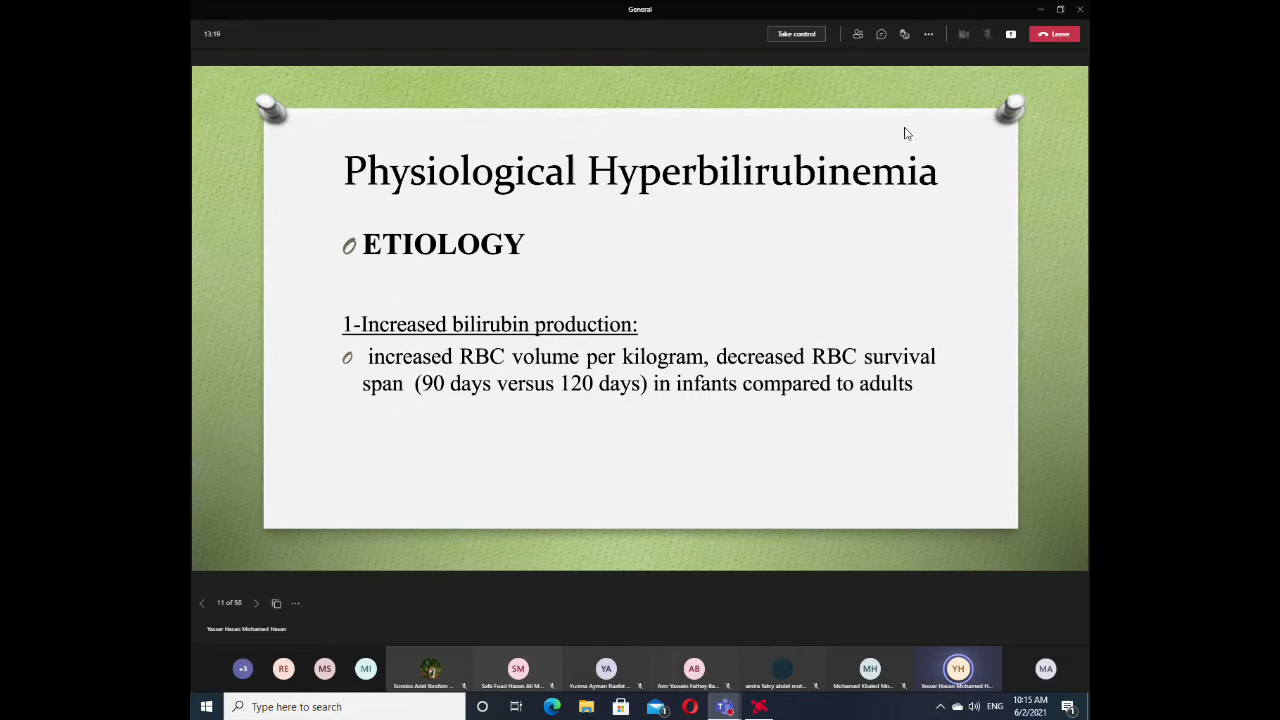 General
13:19
Take control
Leave
Physiological Hyperbilirubinemia
ETIOLOGY
1-Increased bilirubin production:
increased RBC volume per kilogram, decreased RBC survival
span (90 days versus 120 days) in infants compared to adults
11 of 56
Yasser Hasan Mohamed Hasan
+3
RE
MS
MI
SM
YA
AB
MH
YH
MA
Sondos Adel Ibrahim ...
Safa Fuad Hasan Ali M...
Yumna Ayman Raafat ...
Amr Yassein Fathey Ba...
amira fakry abdel mot...
Mohamed Khaled Mo...
Yasser Hasan Mohamed H...
Type here to search
1
ENG
10:15 AM
6/2/2021
1